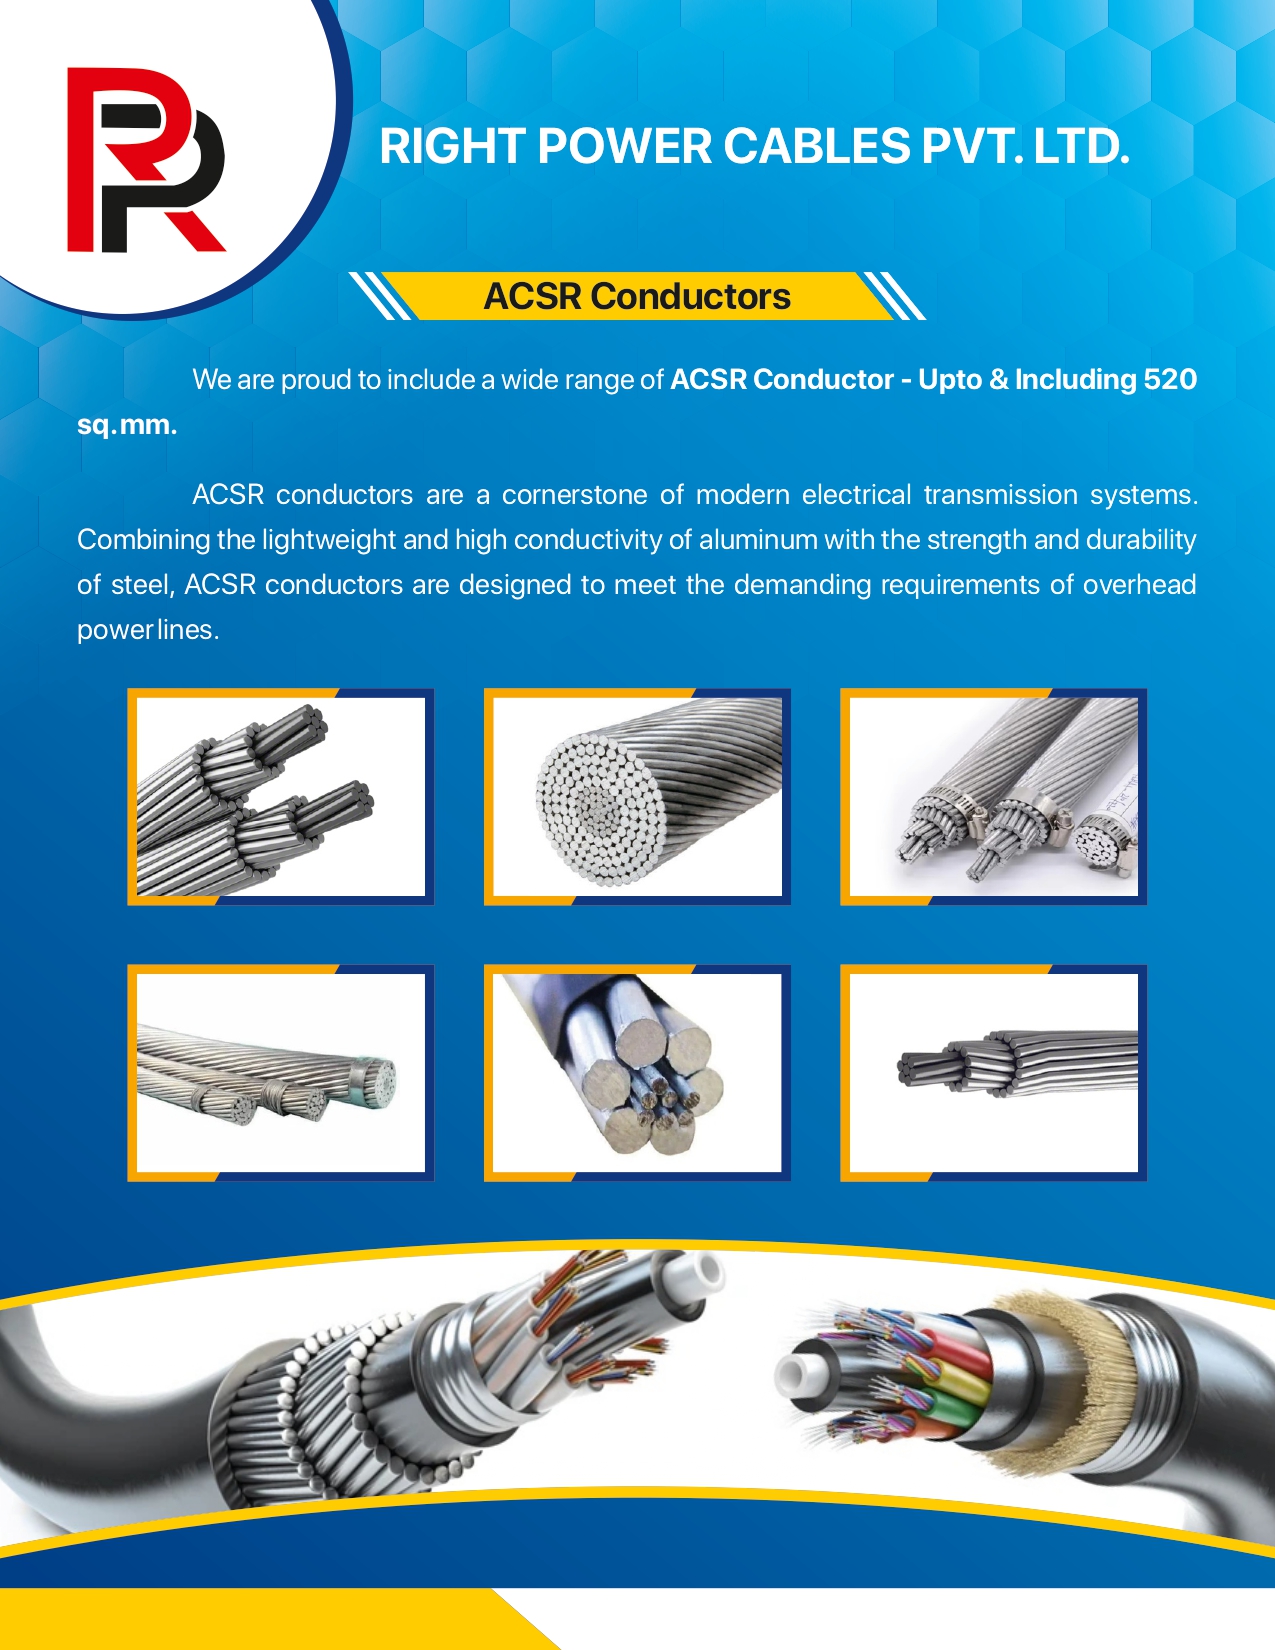 RIGHT POWER CABLES PVT. LTD.
ACSR Conductors
We are proud to include a wide range of ACSR Conductor - Upto & Including 520
sq.mm.
ACSR conductors are a cornerstone of modern electrical transmission systems.
Combining the lightweight and high conductivity of aluminum with the strength and durability
of steel, ACSR conductors are designed to meet the demanding requirements of overhead
power lines.